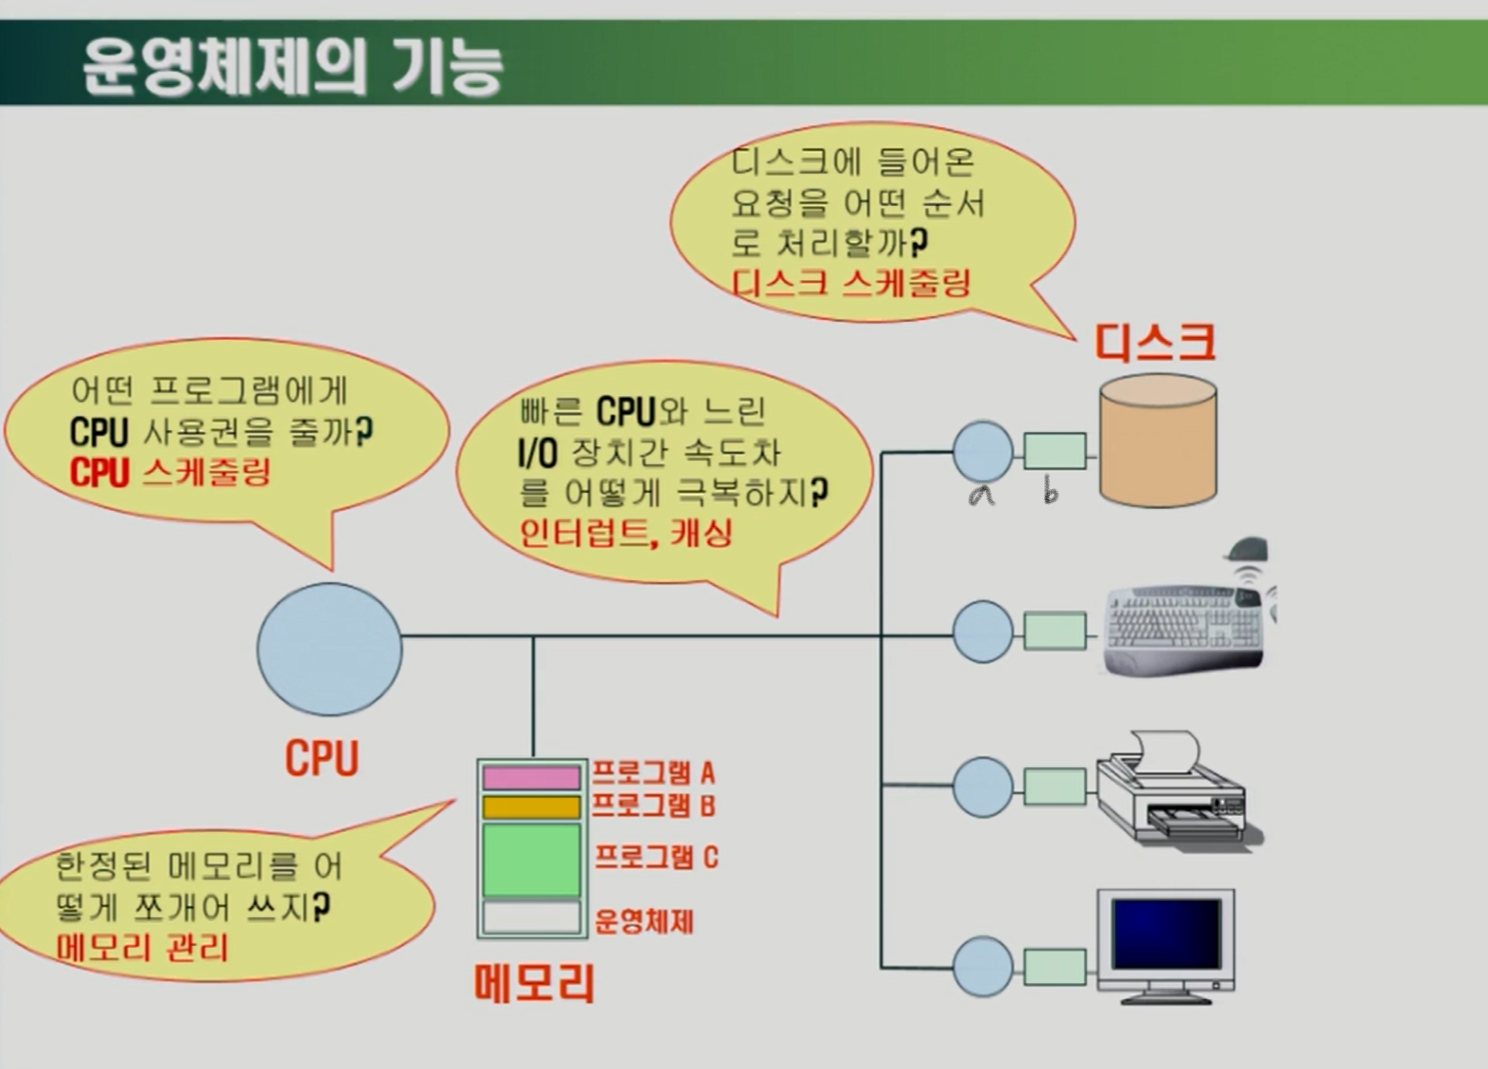 운영체제의 기능
디스크에 들어온
요청을 어떤 순서
로 처리할까?
디스크 스케줄링
디스크
어떤 프로그램에게
CPU 사용권을 줄까?
CPU 스케줄링
빠른 CPU와 느린
I/O 장치간 속도차
를 어떻게 극복하지?
인터럽트, 캐싱
a
b
CPU
프로그램 A
프로그램 B
프로그램 C
운영체제
메모리
한정된 메모리를 어
떻게 쪼개어 쓰지?
메모리 관리